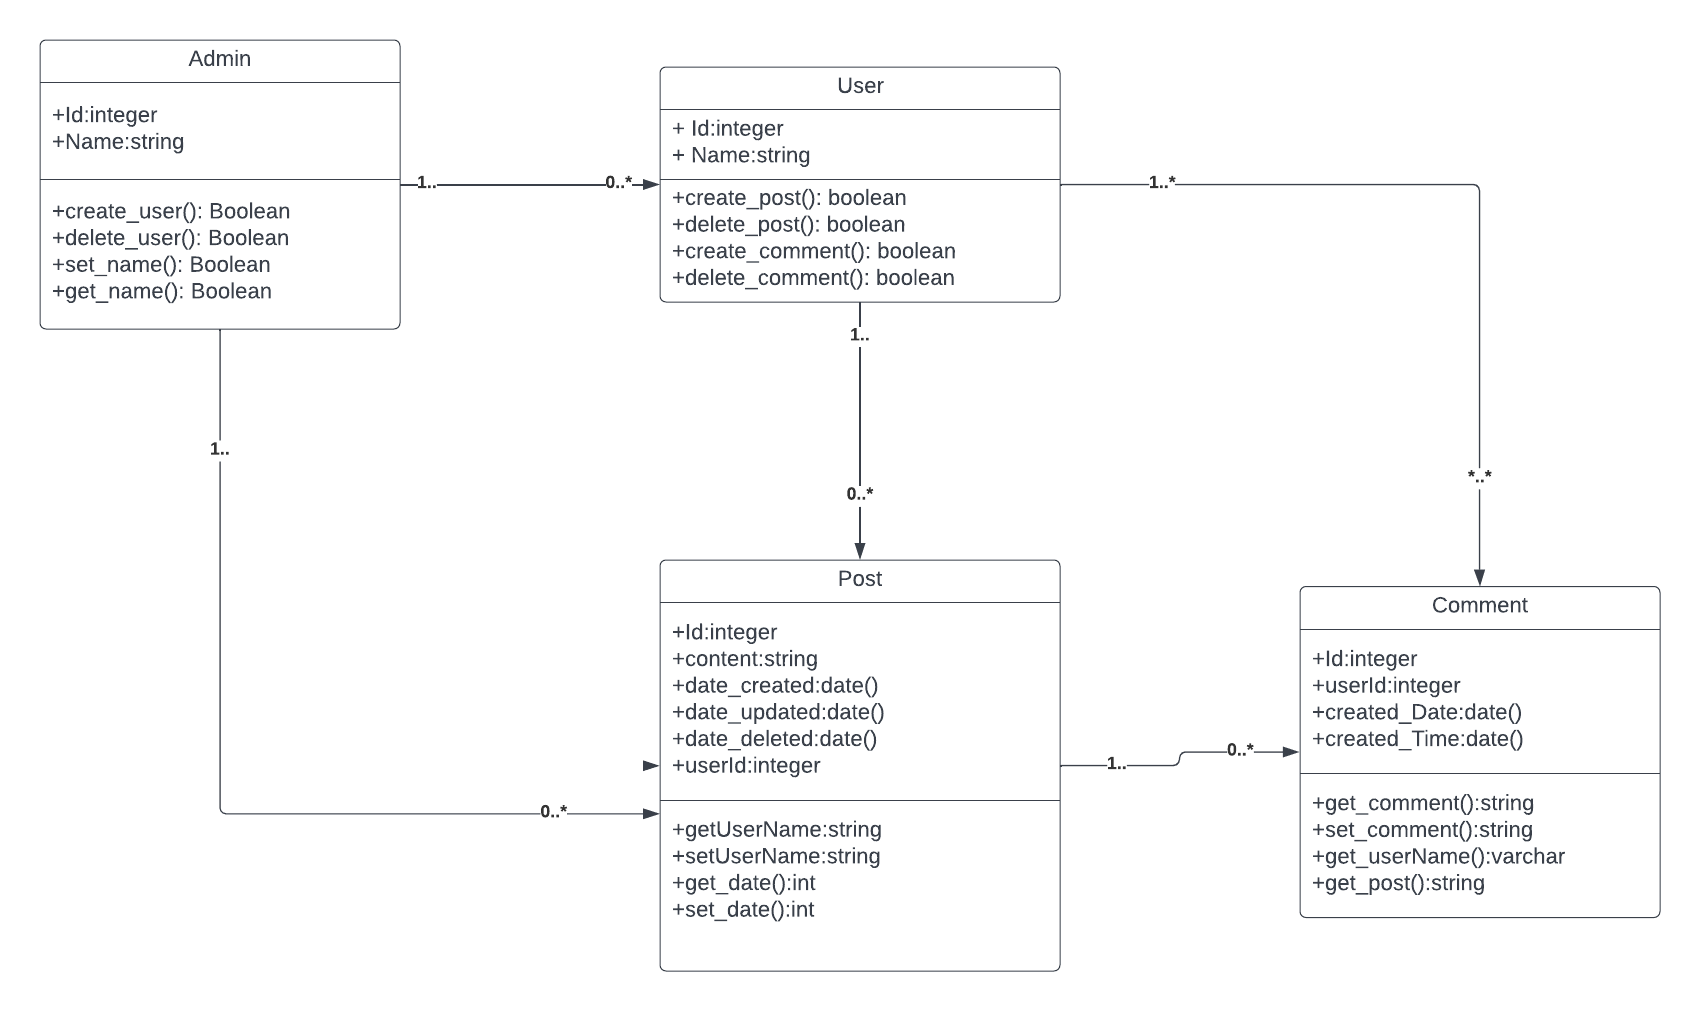 Admin
+Id:integer
+Name:string
+create_user(): Boolean
+delete_user(): Boolean
+set_name(): Boolean
+get_name(): Boolean
1..
0..*
User
+ Id:integer
+ Name:string
+create_post(): boolean
+delete_post(): boolean
+create_comment(): boolean
+delete_comment(): boolean
1..*
1..
1..
*..*
0..*
Post
+Id:integer
+content:string
+date_created:date()
+date_updated:date()
+date_deleted:date()
+userId:integer
+getUserName:string
+setUserName:string
+get_date():int
+set_date():int
0..*
1..
0..*
Comment
+Id:integer
+userId:integer
+created_Date:date()
+created_Time:date()
+get_comment():string
+set_comment():string
+get_userName():varchar
+get_post():string